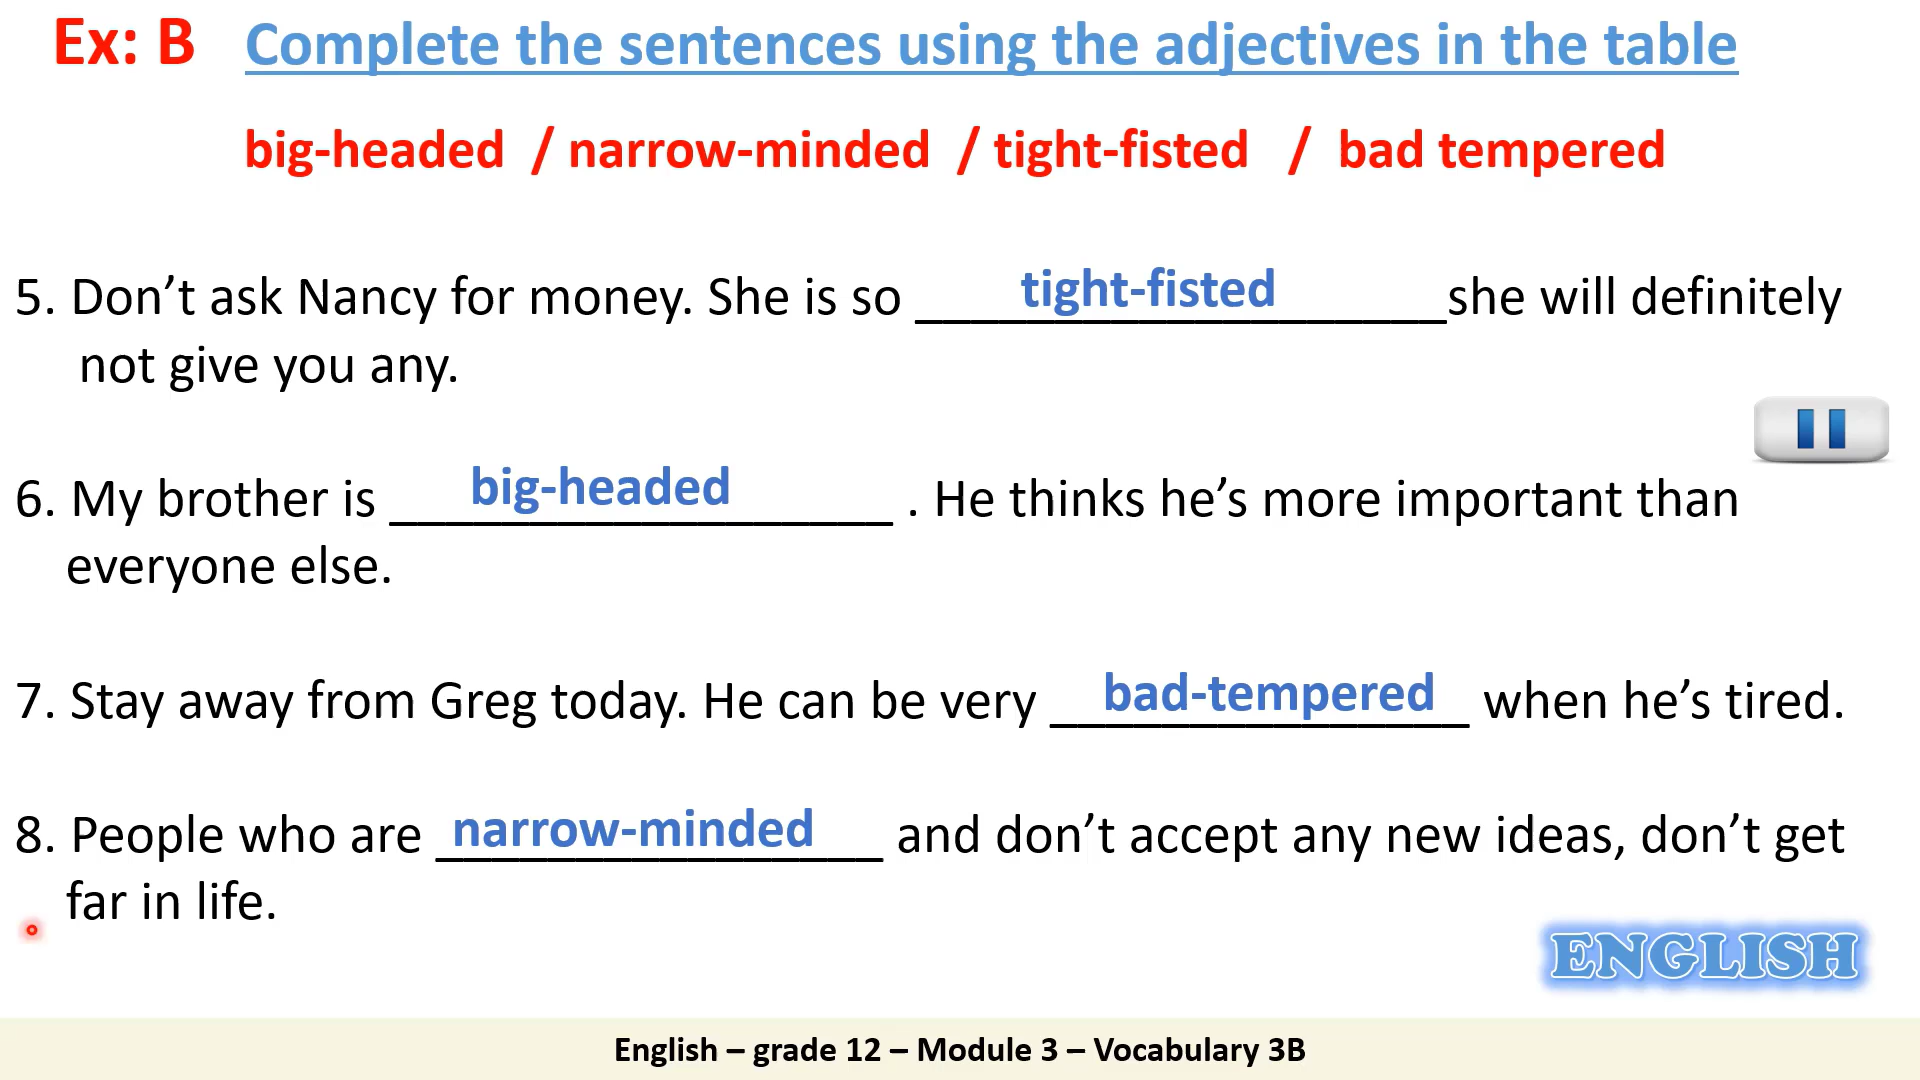 Ex: B Complete the sentences using the adjectives in the table
big-headed / narrow-minded / tight-fisted / bad tempered
5. Don’t ask Nancy for money. She is so ___________________she will definitely
tight-fisted
not give you any.
6. My brother is __________________ . He thinks he’s more important than
big-headed
everyone else.
7. Stay away from Greg today. He can be very _______________ when he’s tired.
bad-tempered
8. People who are ________________ and don’t accept any new ideas, don’t get
narrow-minded
far in life.
ENGLISH
English – grade 12 – Module 3 – Vocabulary 3B